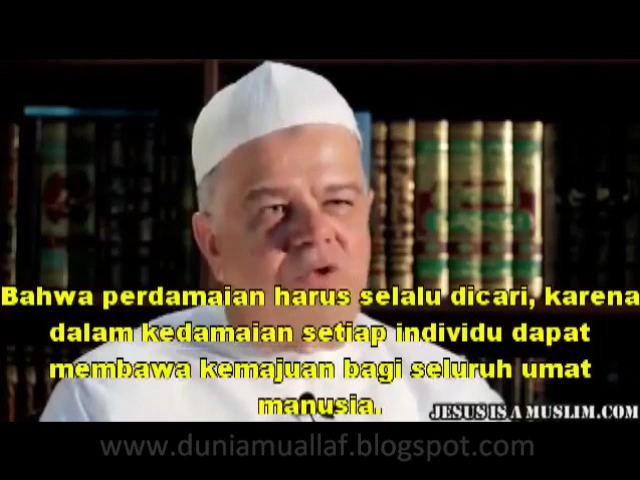 Bahwa perdamaian harus selalu dicari, karena
dalam kedamaian setiap individu dapat
membawa kemajuan bagi seluruh umat
manusia.
JESUS IS A MUSLIM.COM
www.duniamuallaf.blogspot.com